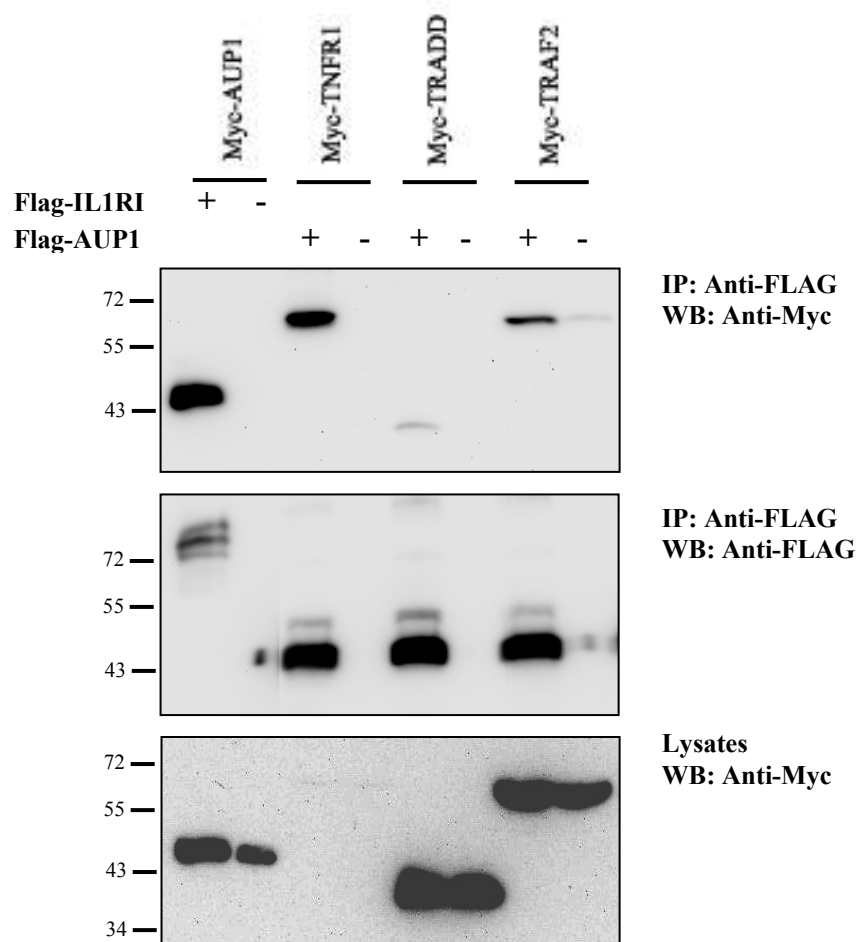 Myc-AUP1
Myc-TNFR1
Myc-TRADD
Myc-TRAF2
Flag-IL1RI + -
Flag-AUP1 + - + - + -
72
55
43
IP: Anti-FLAG
WB: Anti-Myc
72
55
43
IP: Anti-FLAG
WB: Anti-FLAG
72
55
43
34
Lysates
WB: Anti-Myc